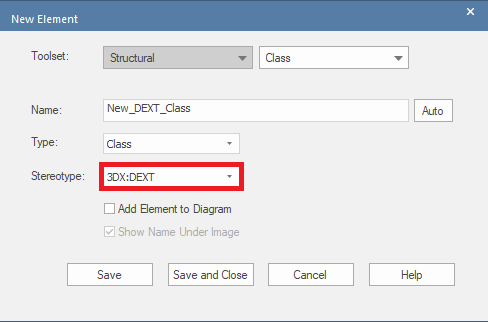 New Element
Toolset: Structural Class
Name: New_DEXT_Class Auto
Type: Class
Stereotype: 3DX:DEXT
Add Element to Diagram
Show Name Under Image
Save Save and Close Cancel Help